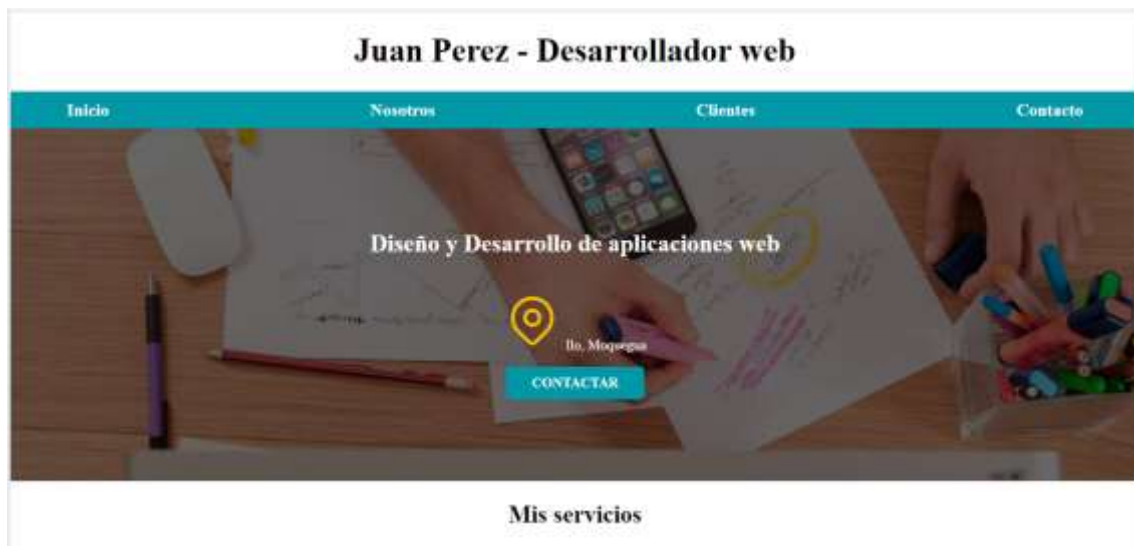 Juan Perez - Desarrollador web
Inicio Nosotros Clientes Contacto
Diseño y Desarrollo de aplicaciones web
Ilo, Moquegua
CONTACTAR
Mis servicios